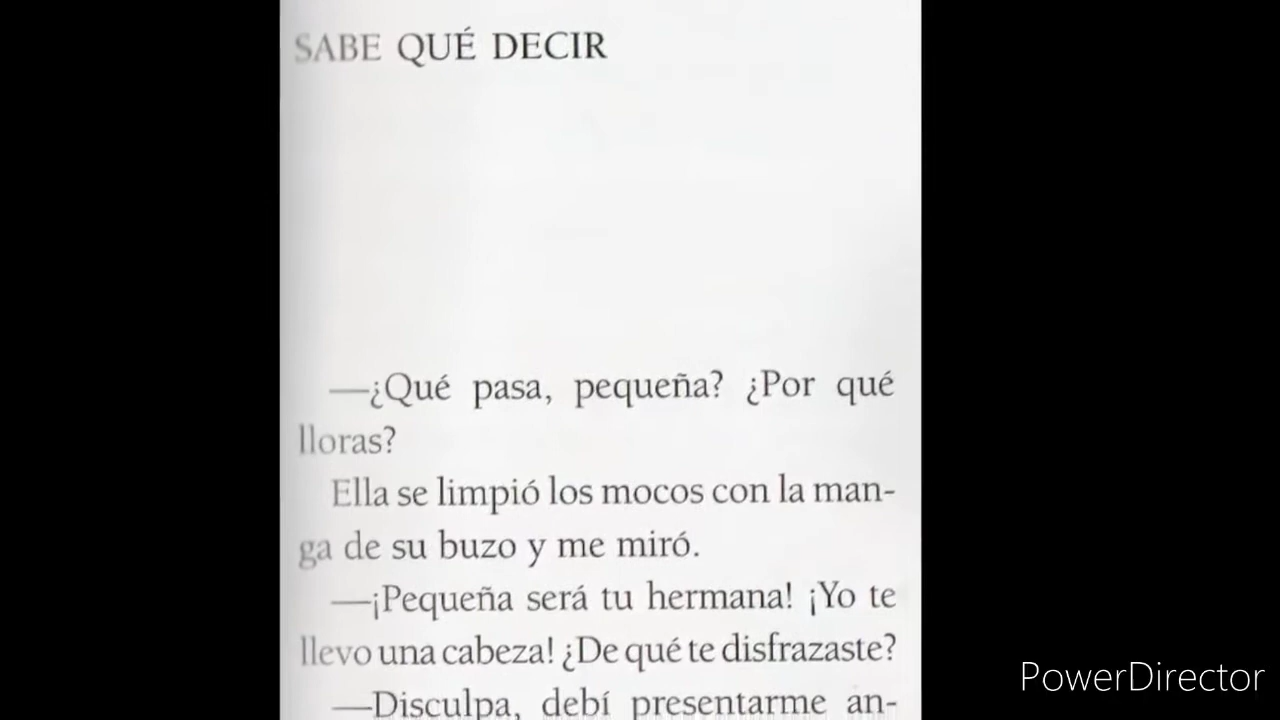 SABE QUÉ DECIR
—¿Qué pasa, pequeña? ¿Por qué
lloras?
Ella se limpió los mocos con la man-
ga de su buzo y me miró.
—¡Pequeña será tu hermana! ¡Yo te
llevo una cabeza! ¿De qué te disfrazaste?
—Disculpa, debí presentarme an-
PowerDirector